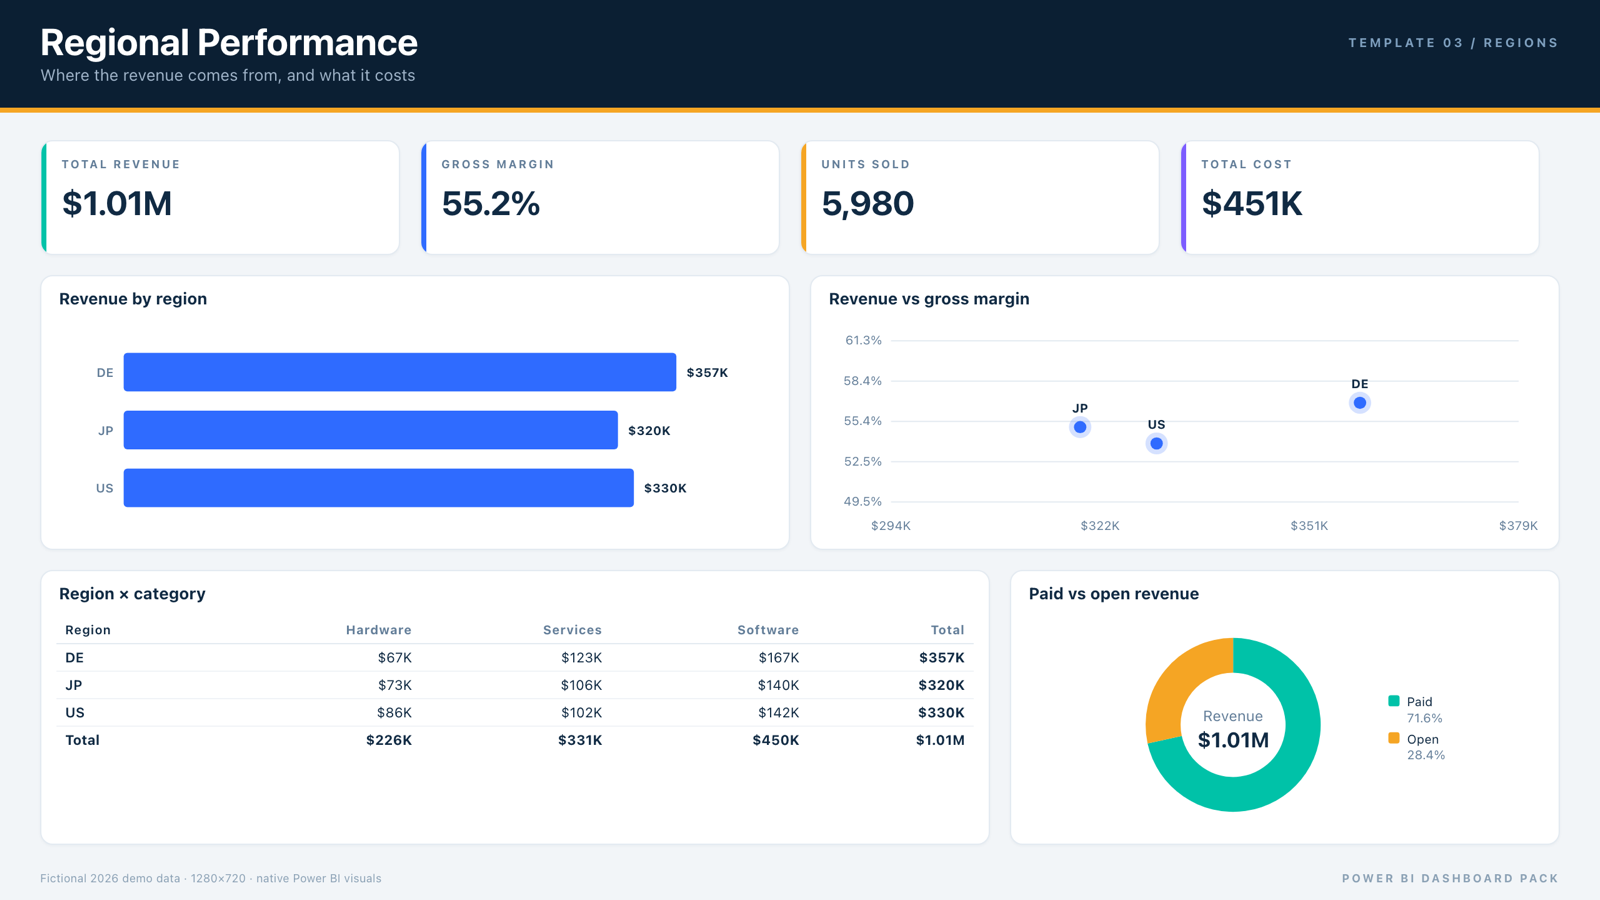 Regional Performance
Where the revenue comes from, and what it costs
TEMPLATE 03 / REGIONS
TOTAL REVENUE
$1.01M
GROSS MARGIN
55.2%
UNITS SOLD
5,980
TOTAL COST
$451K
Revenue by region
DE $357K
JP $320K
US $330K
Revenue vs gross margin
61.3%
58.4%
55.4%
52.5%
49.5%
JP
US
DE
$294K $322K $351K $379K
Region × category
Region Hardware Services Software Total
DE $67K $123K $167K $357K
JP $73K $106K $140K $320K
US $86K $102K $142K $330K
Total $226K $331K $450K $1.01M
Paid vs open revenue
Revenue
$1.01M
Paid
71.6%
Open
28.4%
Fictional 2026 demo data · 1280×720 · native Power BI visuals
POWER BI DASHBOARD PACK